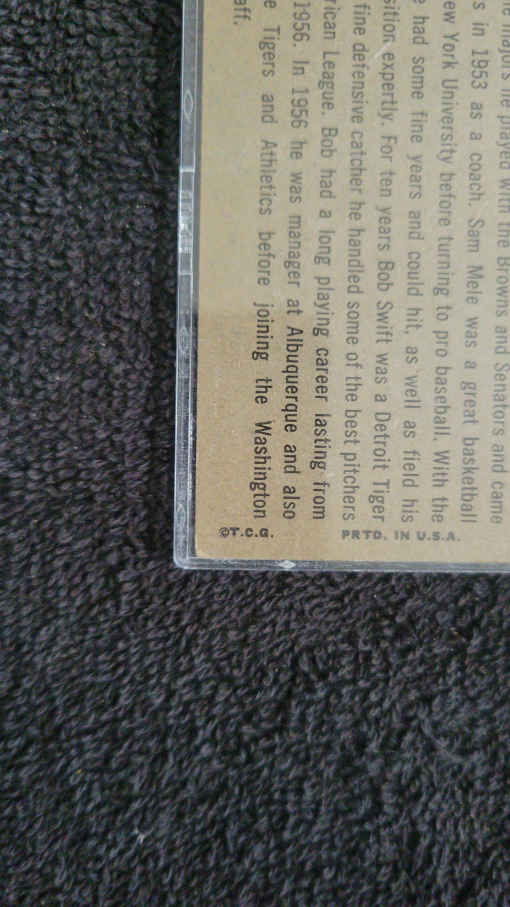 majors he played with the Browns and Senators and came
in 1953 as a coach. Sam Mele was a great basketball
York University before turning to pro baseball. With the
had some fine years and could hit, as well as field his
sition expertly. For ten years Bob Swift was a Detroit Tiger
fine defensive catcher he handled some of the best pitchers
rican League. Bob had a long playing career lasting from
1956. In 1956 he was manager at Albuquerque and also
e Tigers and Athletics before joining the Washington
aff.
©T.C.G. PRTD. IN U.S.A.